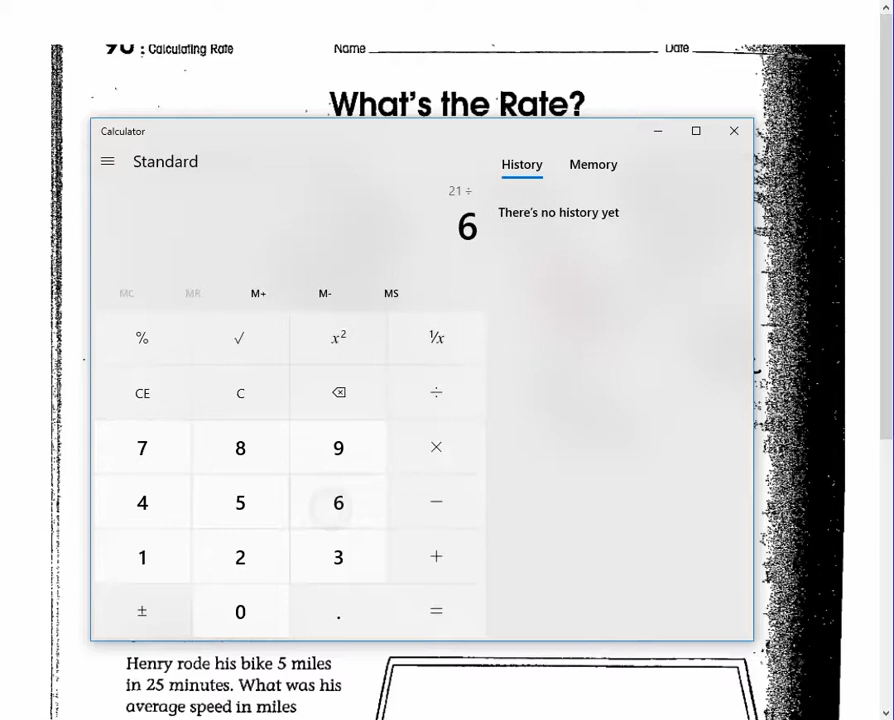 90 : Calculating Rate Name Date
What's the Rate?
Calculator
Standard
History Memory
21 ÷
6
There's no history yet
MC MR M+ M- MS
% √ x² ¹/x
CE C ÷
7 8 9 ×
4 5 6 −
1 2 3 +
± 0 . =
Henry rode his bike 5 miles
in 25 minutes. What was his
average speed in miles